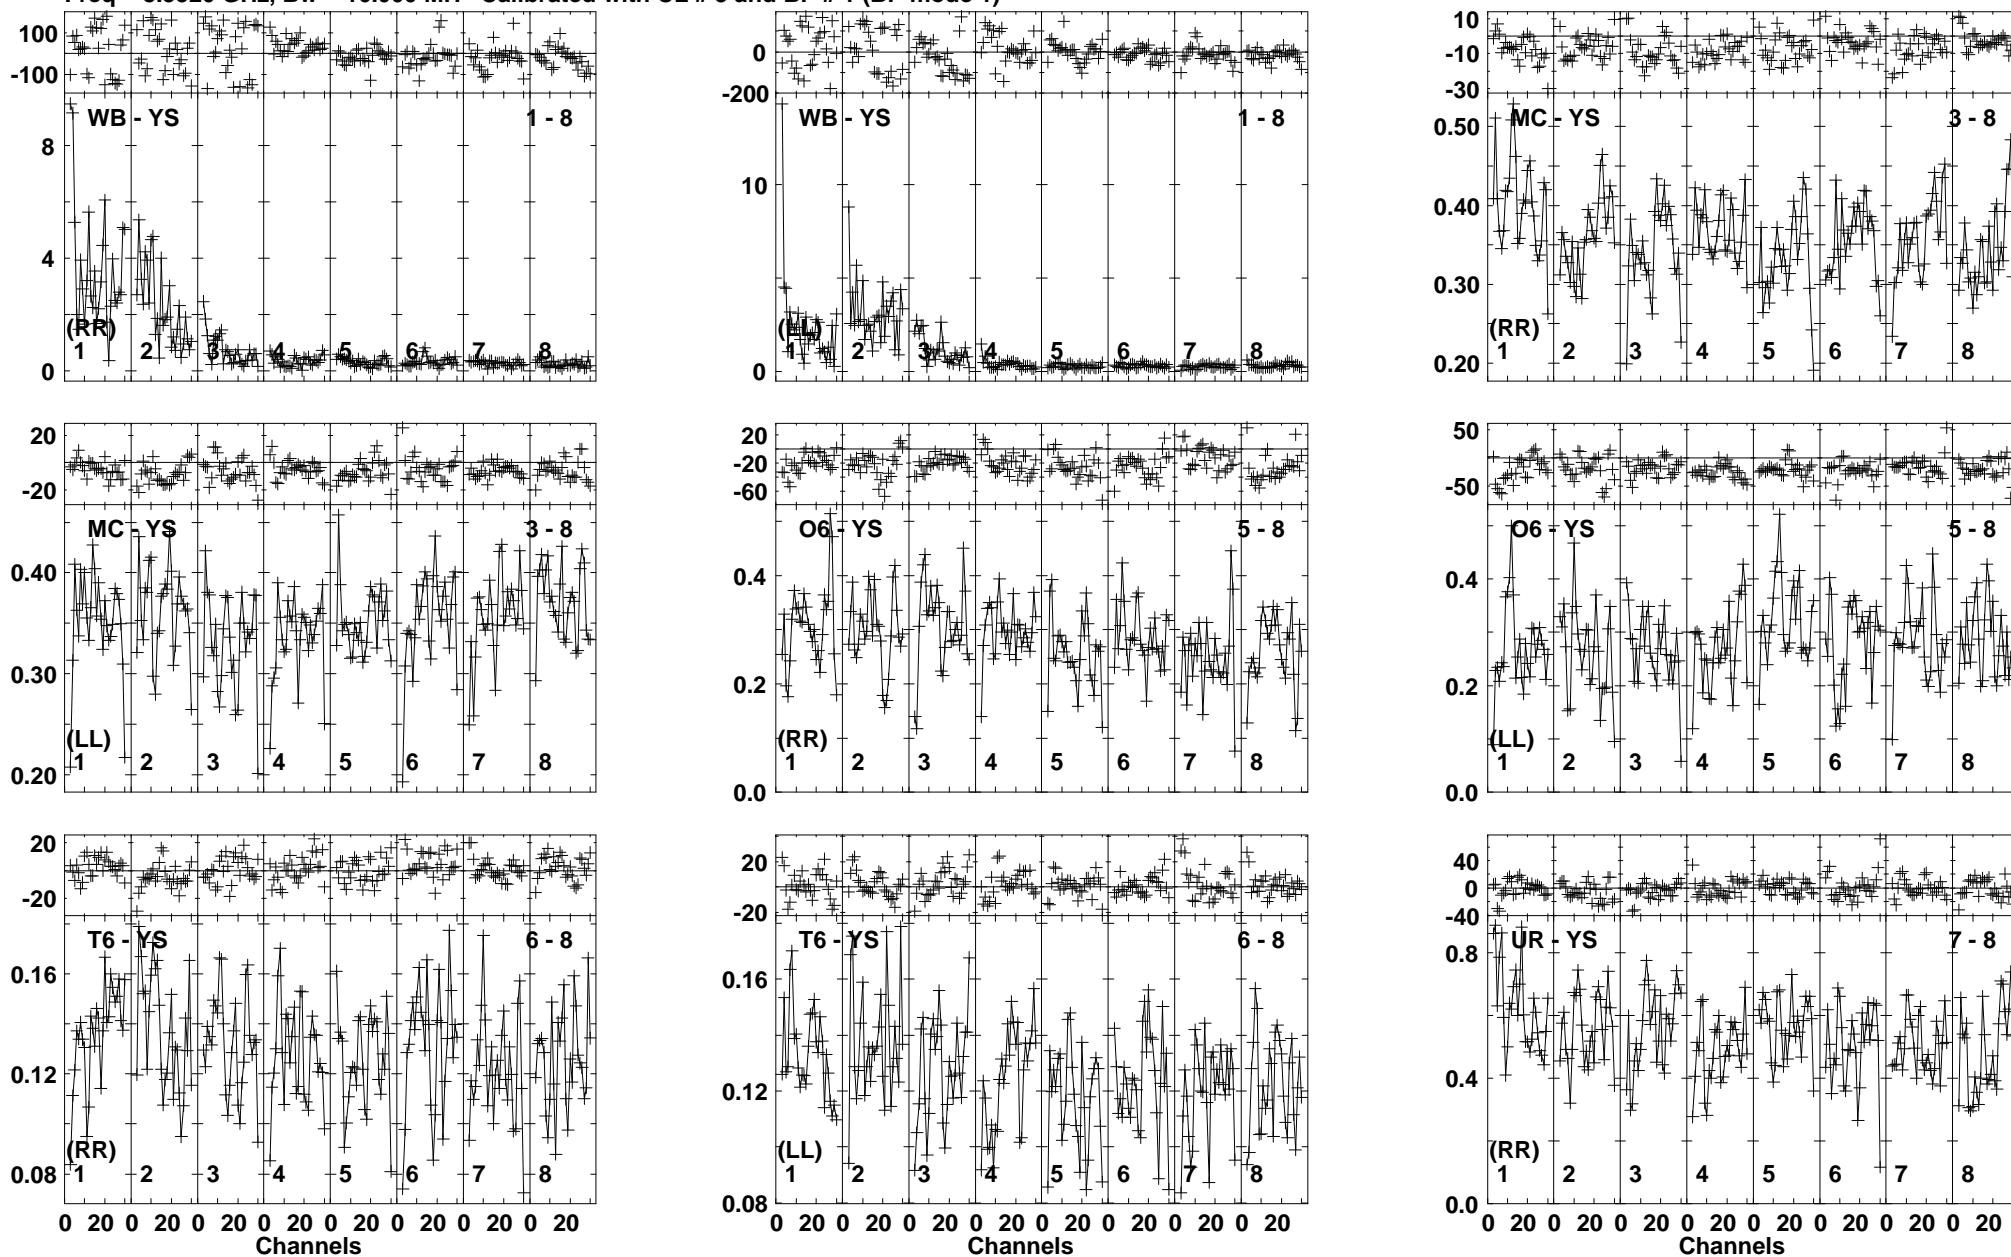 100 0 -100
8 4 0
WB - YS 1 - 8
(RR)
1 2 3 4 5 6 7 8
0 -200
10 0
WB - YS 1 - 8
(LL)
1 2 3 4 5 6 7 8
10 -10 -30
0.50 0.40 0.30 0.20
MC - YS 3 - 8
(RR)
1 2 3 4 5 6 7 8
20 -20
0.40 0.30 0.20
MC - YS 3 - 8
(LL)
1 2 3 4 5 6 7 8
20 -20 -60
0.4 0.2 0.0
O6 - YS 5 - 8
(RR)
1 2 3 4 5 6 7 8
50 -50
0.4 0.2 0.0
O6 - YS 5 - 8
(LL)
1 2 3 4 5 6 7 8
20 -20
0.16 0.12 0.08
T6 - YS 6 - 8
(RR)
1 2 3 4 5 6 7 8
0 20 0 20 0 20 0 20 0 20 0 20 0 20 0 20
Channels
20 -20
0.16 0.12 0.08
T6 - YS 6 - 8
(LL)
1 2 3 4 5 6 7 8
0 20 0 20 0 20 0 20 0 20 0 20 0 20 0 20
Channels
40 0 -40
0.8 0.4 0.0
UR - YS 7 - 8
(RR)
1 2 3 4 5 6 7 8
0 20 0 20 0 20 0 20 0 20 0 20 0 20 0 20
Channels